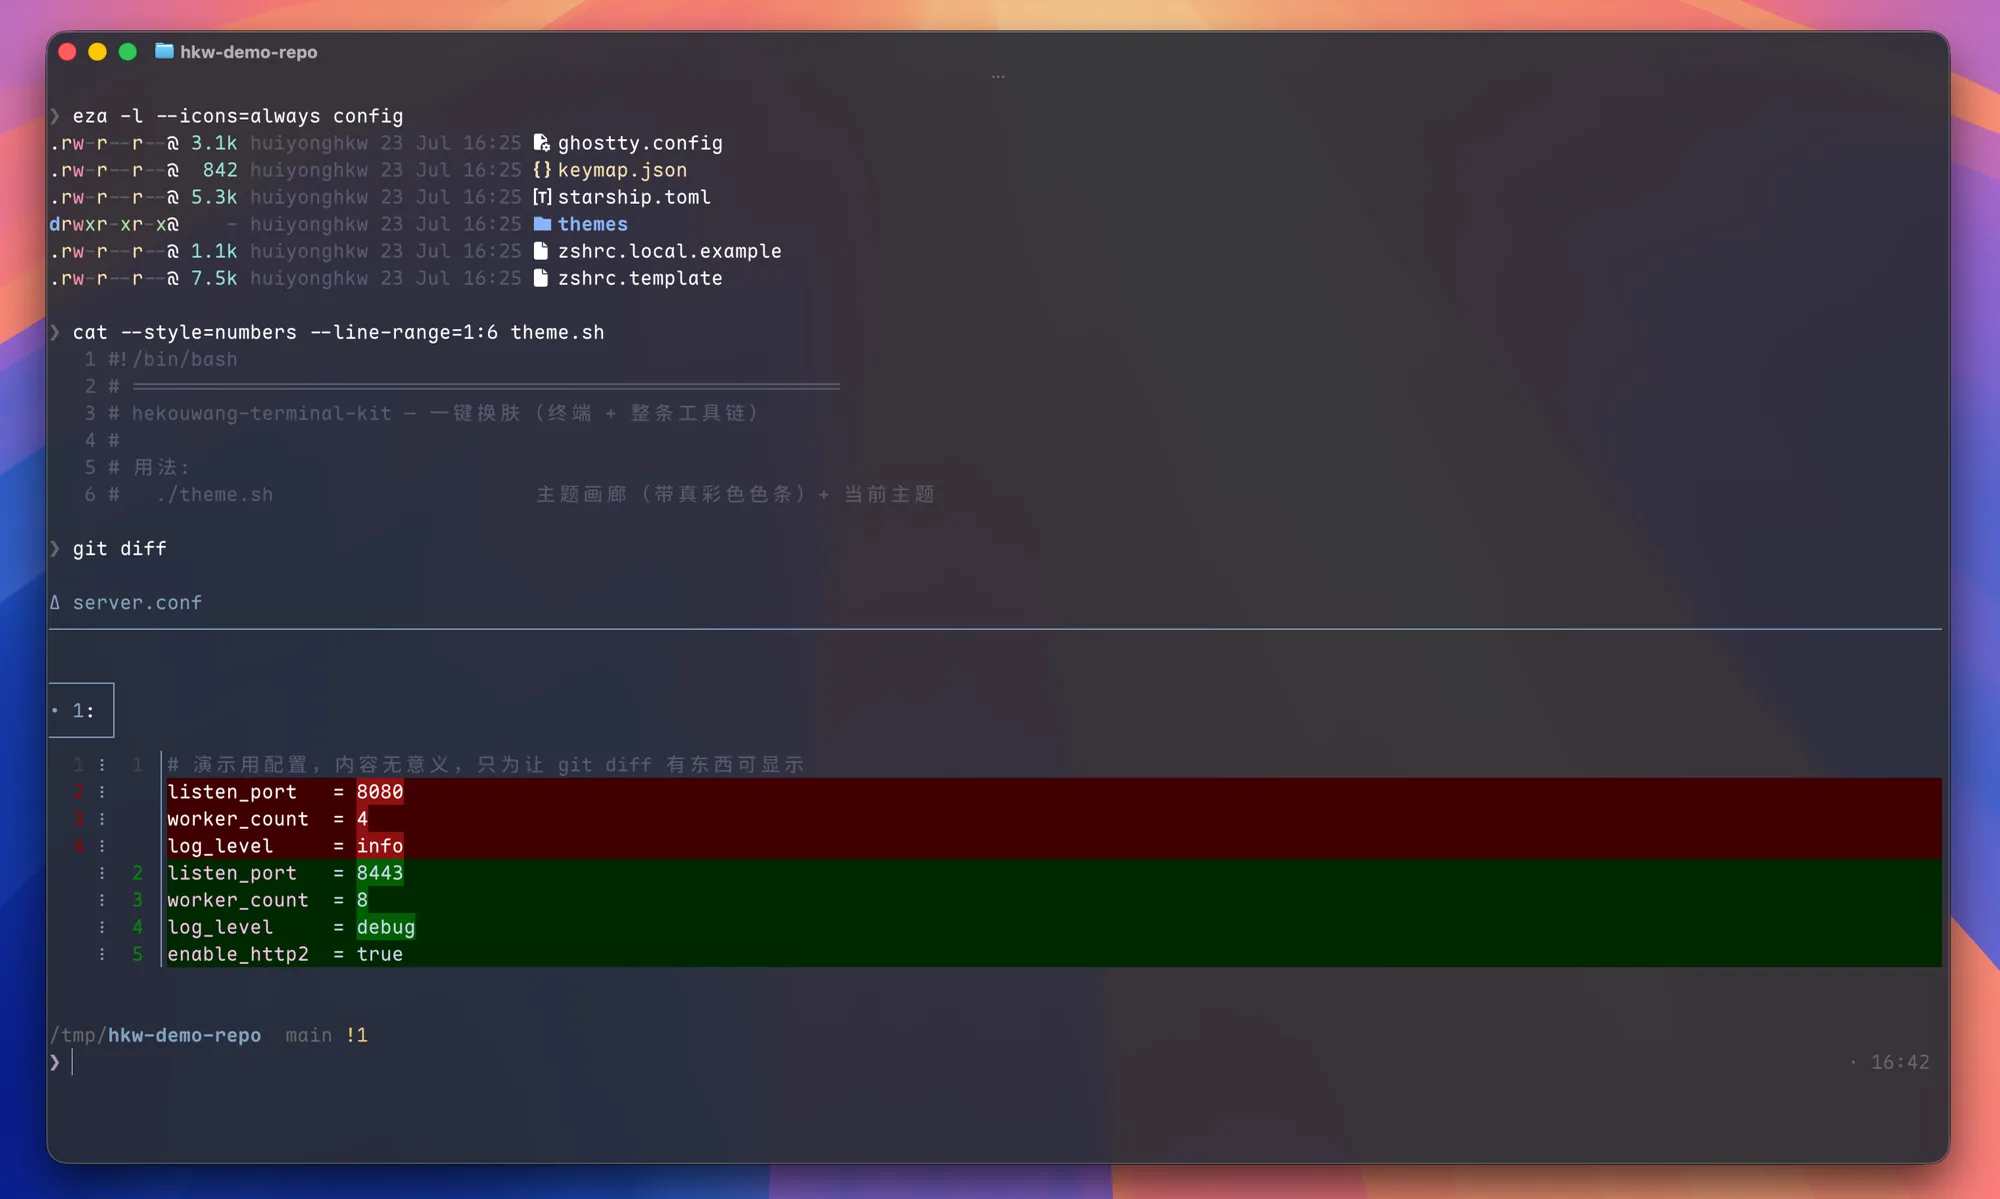 hkw-demo-repo
…
❯ eza -l --icons=always config
.rw-r--r--@ 3.1k huiyonghkw 23 Jul 16:25 ghostty.config
.rw-r--r--@ 842 huiyonghkw 23 Jul 16:25 {} keymap.json
.rw-r--r--@ 5.3k huiyonghkw 23 Jul 16:25 [T] starship.toml
drwxr-xr-x@ - huiyonghkw 23 Jul 16:25 themes
.rw-r--r--@ 1.1k huiyonghkw 23 Jul 16:25 zshrc.local.example
.rw-r--r--@ 7.5k huiyonghkw 23 Jul 16:25 zshrc.template
❯ cat --style=numbers --line-range=1:6 theme.sh
1 #!/bin/bash
2 # ════════════════════════════════════════════════════════════
3 # hekouwang-terminal-kit — 一键换肤（终端 + 整条工具链）
4 #
5 # 用法:
6 #   ./theme.sh                      主题画廊（带真彩色色条）+ 当前主题
❯ git diff
Δ server.conf
• 1:
1 ⋮ 1 │# 演示用配置，内容无意义，只为让 git diff 有东西可显示
2 ⋮ │listen_port   = 8080
3 ⋮ │worker_count  = 4
4 ⋮ │log_level     = info
⋮ 2 │listen_port   = 8443
⋮ 3 │worker_count  = 8
⋮ 4 │log_level     = debug
⋮ 5 │enable_http2  = true
/tmp/hkw-demo-repo  main !1
❯
· 16:42